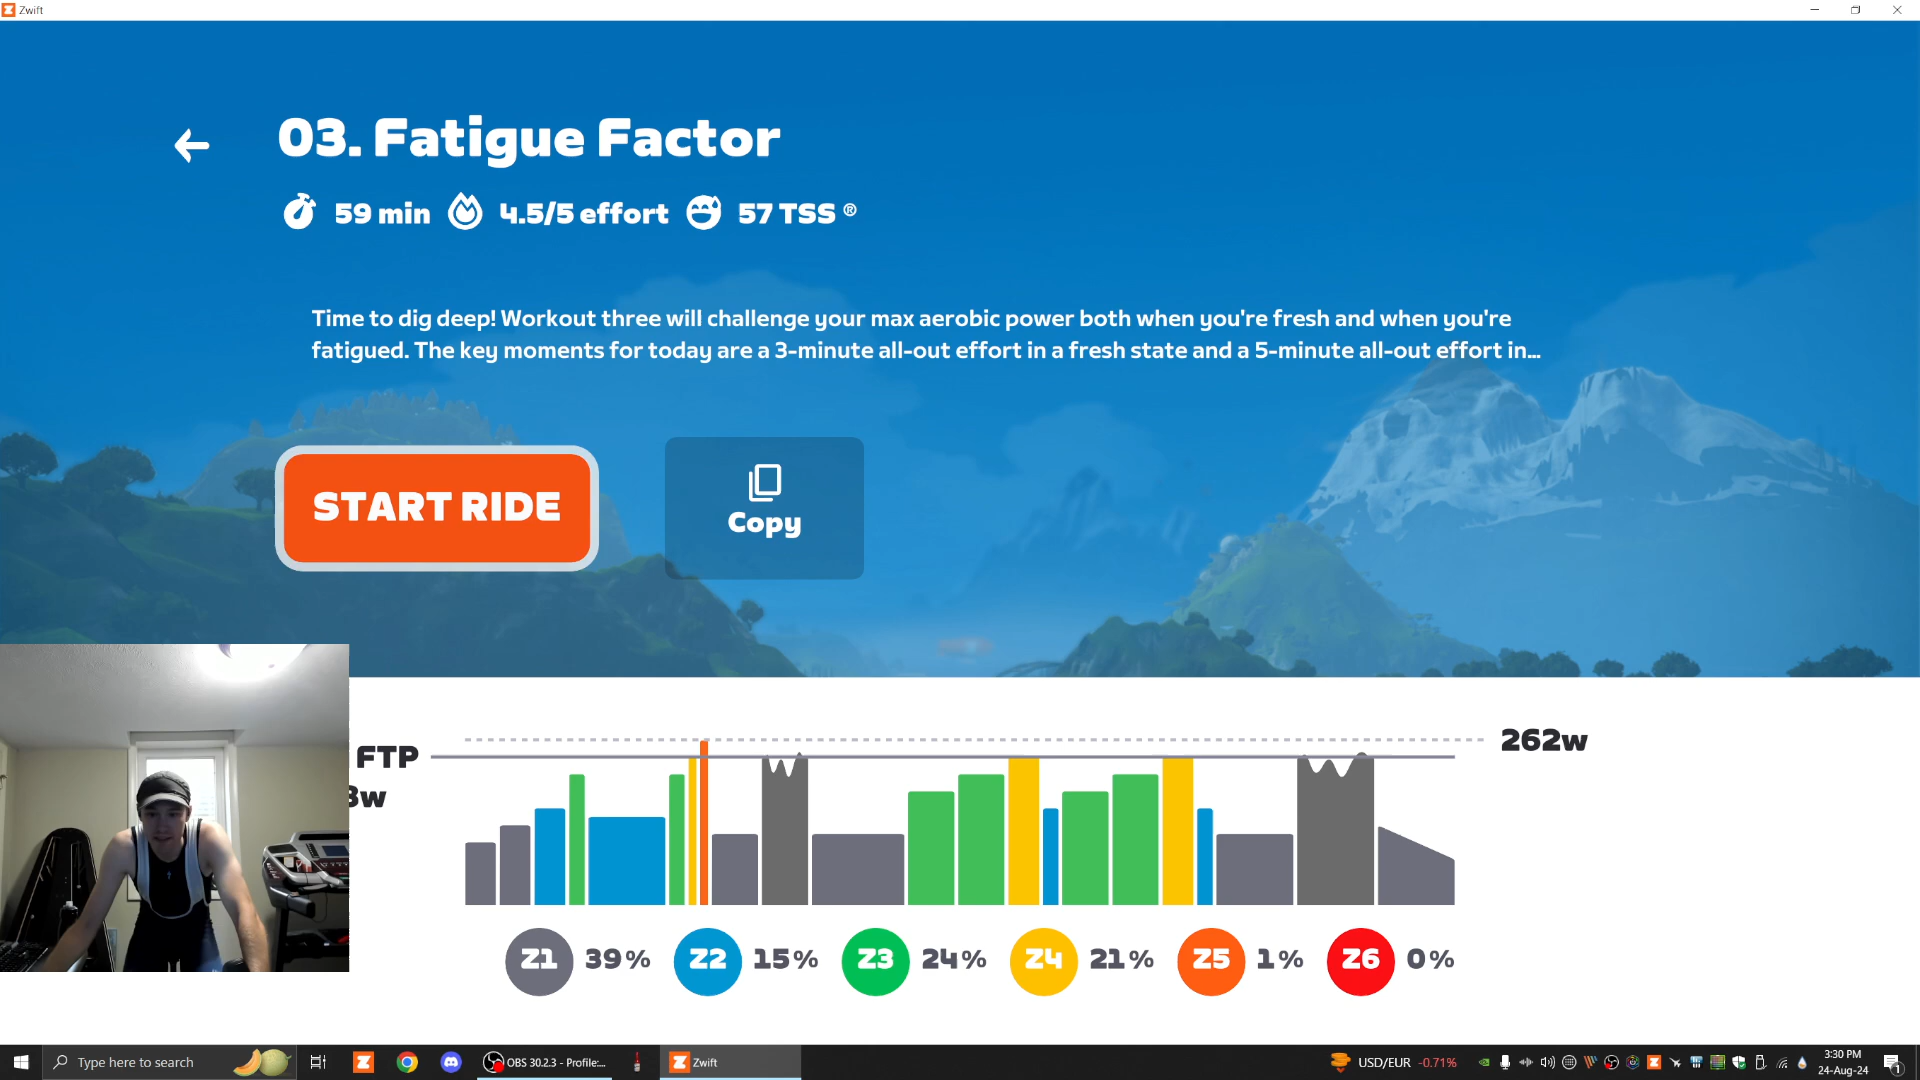 Zwift
03. Fatigue Factor
59 min 4.5/5 effort 57 TSS ®
Time to dig deep! Workout three will challenge your max aerobic power both when you're fresh and when you're
fatigued. The key moments for today are a 3-minute all-out effort in a fresh state and a 5-minute all-out effort in...
START RIDE
Copy
262w
FTP
3w
Z1 39% Z2 15% Z3 24% Z4 21% Z5 1% Z6 0%
Type here to search
OBS 30.2.3 - Profile:...
Zwift
USD/EUR -0.71%
3:30 PM
24-Aug-24
1